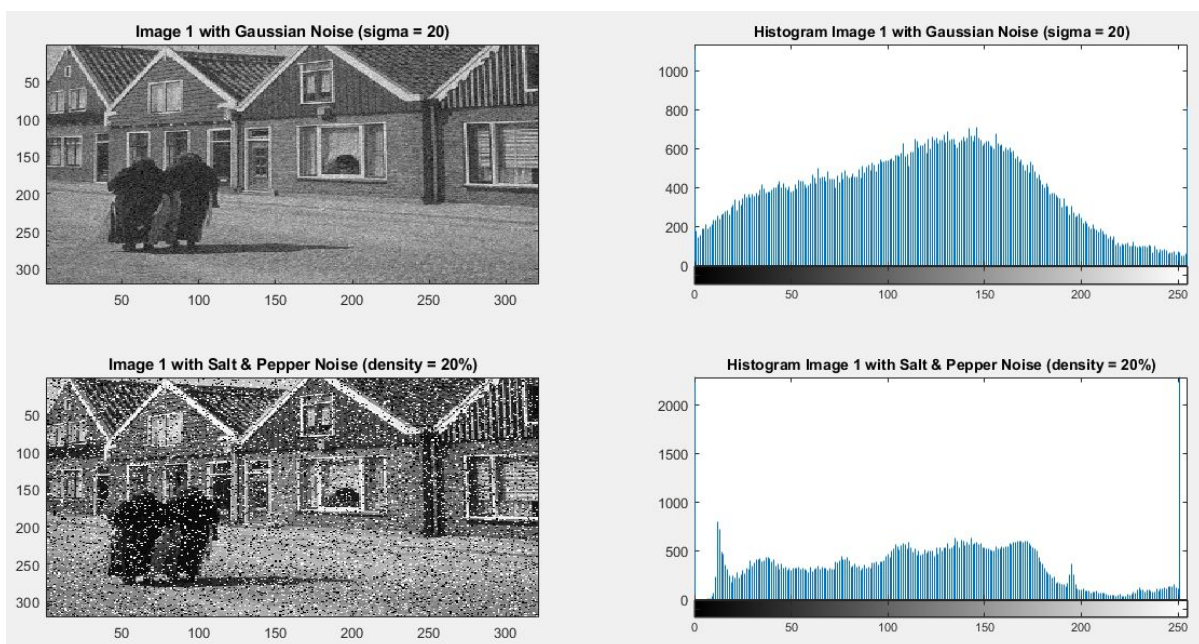 Image 1 with Gaussian Noise (sigma = 20)
50
100
150
200
250
300
50 100 150 200 250 300
Histogram Image 1 with Gaussian Noise (sigma = 20)
1000
800
600
400
200
0
0 50 100 150 200 250
Image 1 with Salt & Pepper Noise (density = 20%)
50
100
150
200
250
300
50 100 150 200 250 300
Histogram Image 1 with Salt & Pepper Noise (density = 20%)
2000
1500
1000
500
0
0 50 100 150 200 250